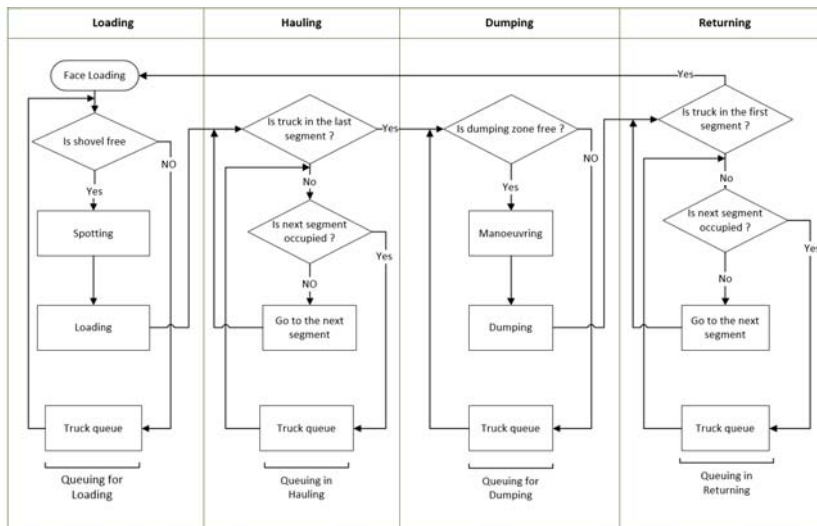 Loading
Hauling
Dumping
Returning
Face Loading
Is shovel free
NO
Yes
Spotting
Loading
Truck queue
Queuing for
Loading
Is truck in the last
segment ?
Yes
No
Is next segment
occupied ?
Yes
NO
Go to the next
segment
Truck queue
Queuing in
Hauling
Is dumping zone free ?
NO
Yes
Manoeuvring
Dumping
Truck queue
Queuing for
Dumping
Yes
Is truck in the first
segment ?
No
Is next segment
occupied ?
Yes
No
Go to the next
segment
Truck queue
Queuing in
Returning